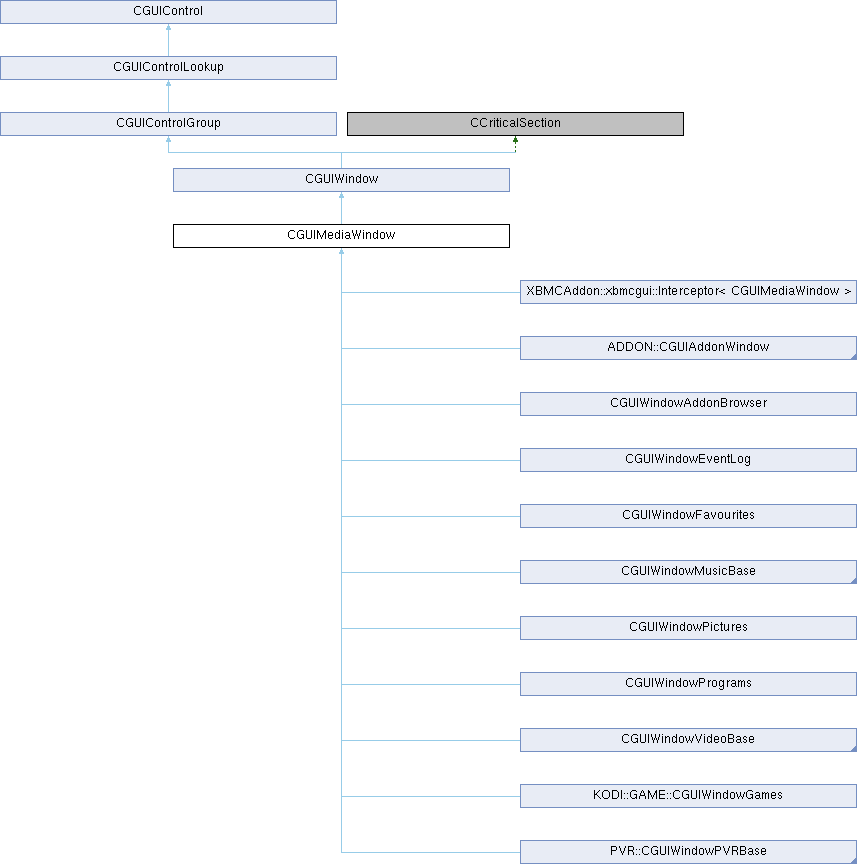 CGUIControl
CGUIControlLookup
CGUIControlGroup
CCriticalSection
CGUIWindow
CGUIMediaWindow
XBMCAddon::xbmcgui::Interceptor< CGUIMediaWindow >
ADDON::CGUIAddonWindow
CGUIWindowAddonBrowser
CGUIWindowEventLog
CGUIWindowFavourites
CGUIWindowMusicBase
CGUIWindowPictures
CGUIWindowPrograms
CGUIWindowVideoBase
KODI::GAME::CGUIWindowGames
PVR::CGUIWindowPVRBase